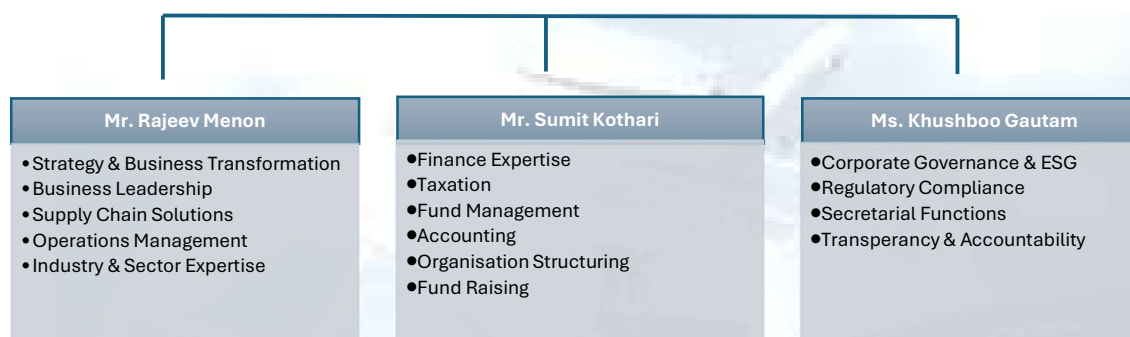 Mr. Rajeev Menon
• Strategy & Business Transformation
• Business Leadership
• Supply Chain Solutions
• Operations Management
• Industry & Sector Expertise
Mr. Sumit Kothari
•Finance Expertise
•Taxation
•Fund Management
•Accounting
•Organisation Structuring
•Fund Raising
Ms. Khushboo Gautam
•Corporate Governance & ESG
•Regulatory Compliance
•Secretarial Functions
•Transperancy & Accountability